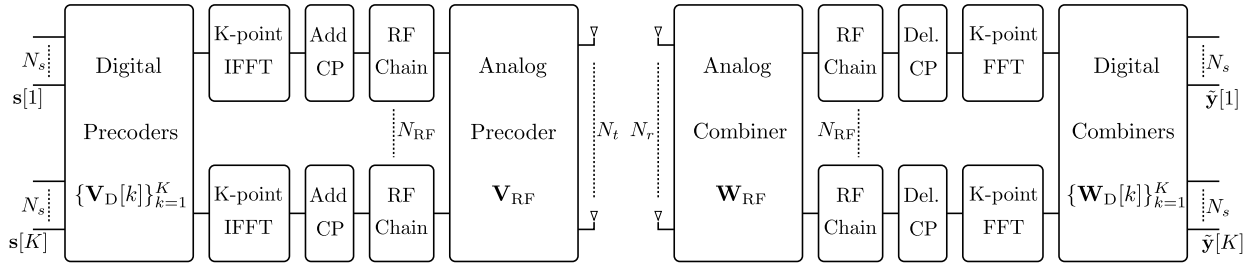 K-point Add RF RF Del. K-point
N_s Digital IFFT CP Chain Analog Analog Chain CP FFT Digital N_s
s[1] ỹ[1]
Precoders N_RF Precoder N_t N_r Combiner N_RF Combiners
N_s {V_D[k]}_{k=1}^K K-point Add RF V_RF W_RF RF Del. K-point {W_D[k]}_{k=1}^K N_s
IFFT CP Chain Chain CP FFT
s[K] ỹ[K]